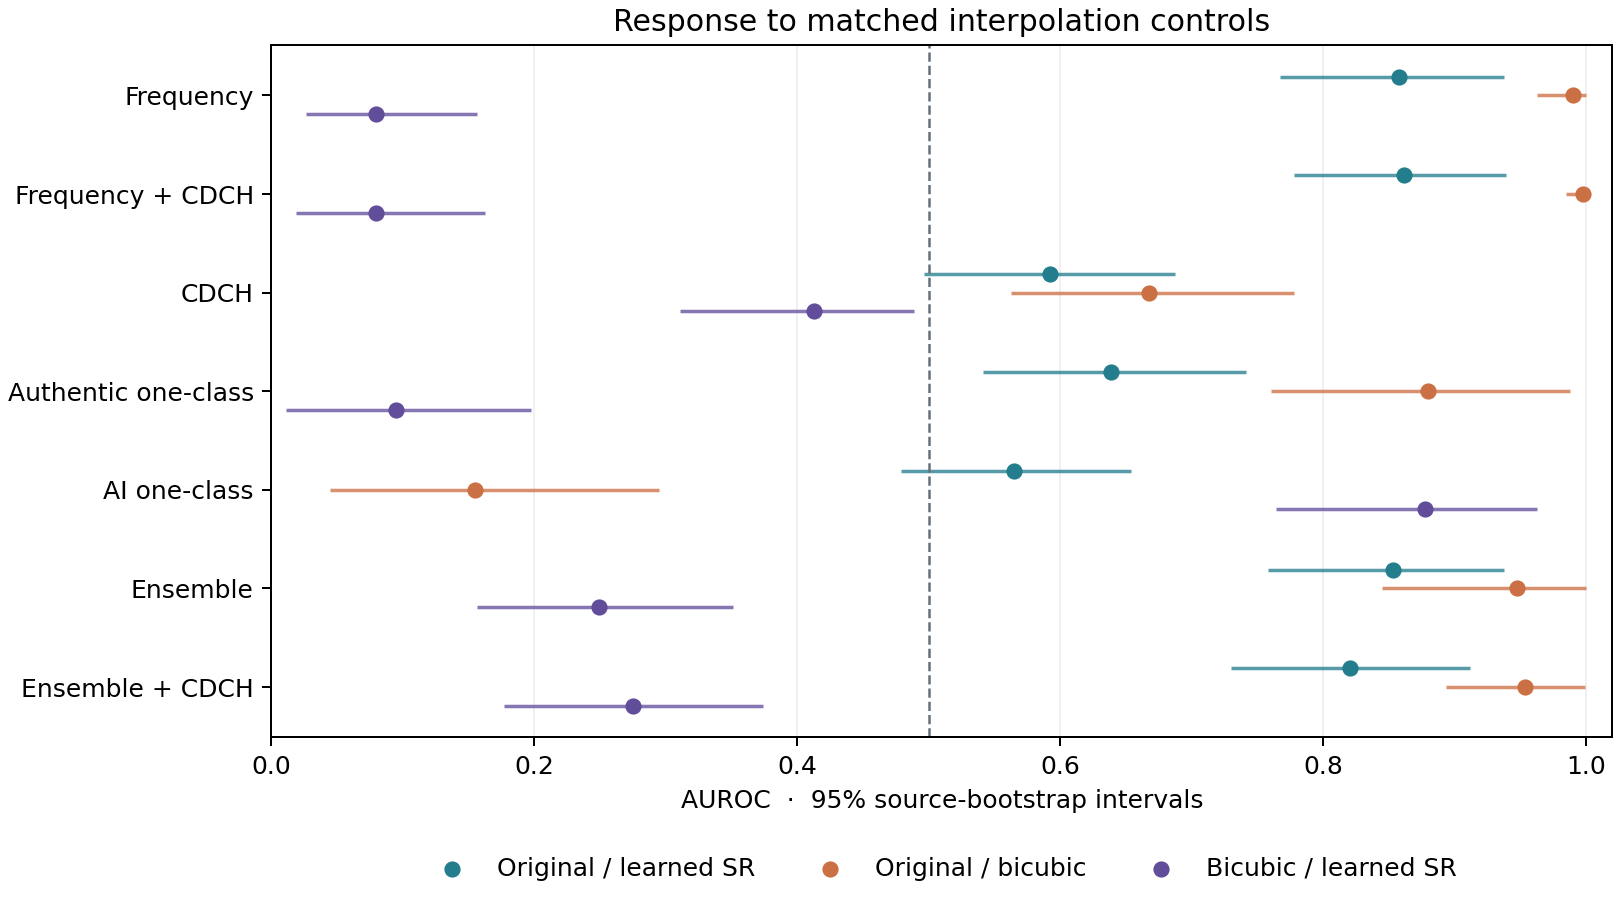 Response to matched interpolation controls
Frequency
Frequency + CDCH
CDCH
Authentic one-class
AI one-class
Ensemble
Ensemble + CDCH
0.0 0.2 0.4 0.6 0.8 1.0
AUROC · 95% source-bootstrap intervals
Original / learned SR Original / bicubic Bicubic / learned SR